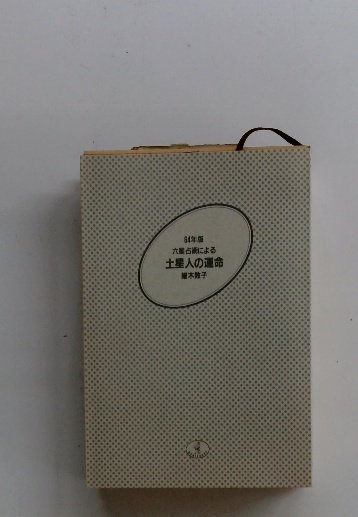 64年版
六星占術による
土星人の運命
細木数子